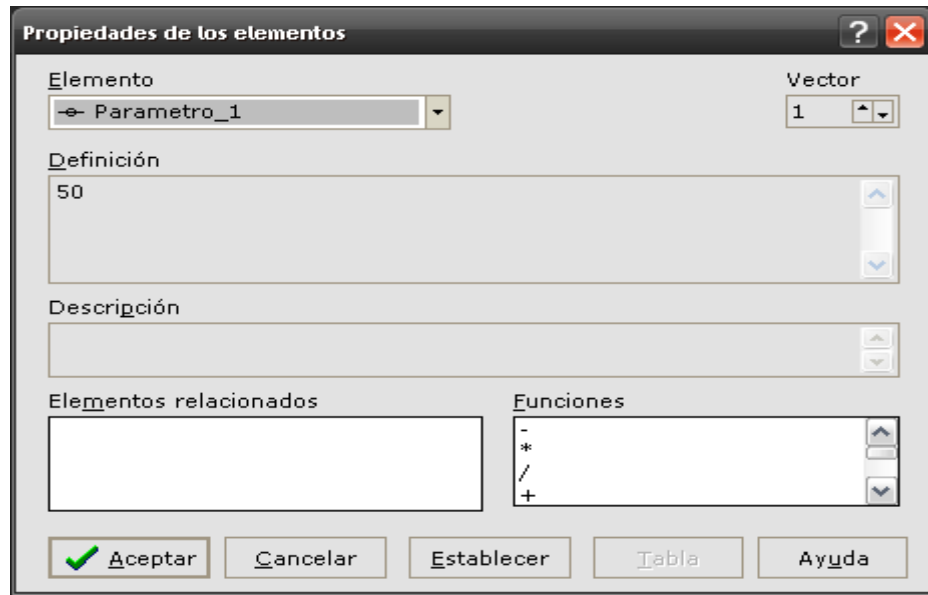 Propiedades de los elementos
?
Elemento
Vector
Parametro_1
1
Definición
50
Descripción
Elementos relacionados
Funciones
-
*
/
+
Aceptar
Cancelar
Establecer
Tabla
Ayuda